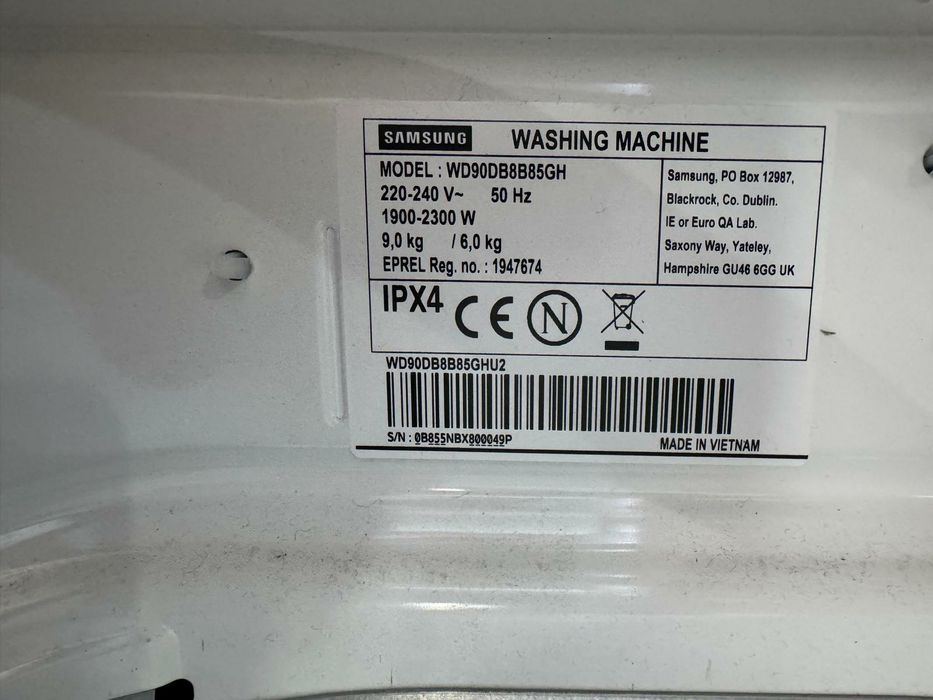 SAMSUNG WASHING MACHINE
MODEL : WD90DB8B85GH
220-240 V~ 50 Hz
1900-2300 W
9,0 kg / 6,0 kg
EPREL Reg. no. : 1947674
Samsung, PO Box 12987,
Blackrock, Co. Dublin.
IE or Euro QA Lab.
Saxony Way, Yateley,
Hampshire GU46 6GG UK
IPX4 CE N
WD90DB8B85GHU2
S/N : 0B855NBX800049P
MADE IN VIETNAM